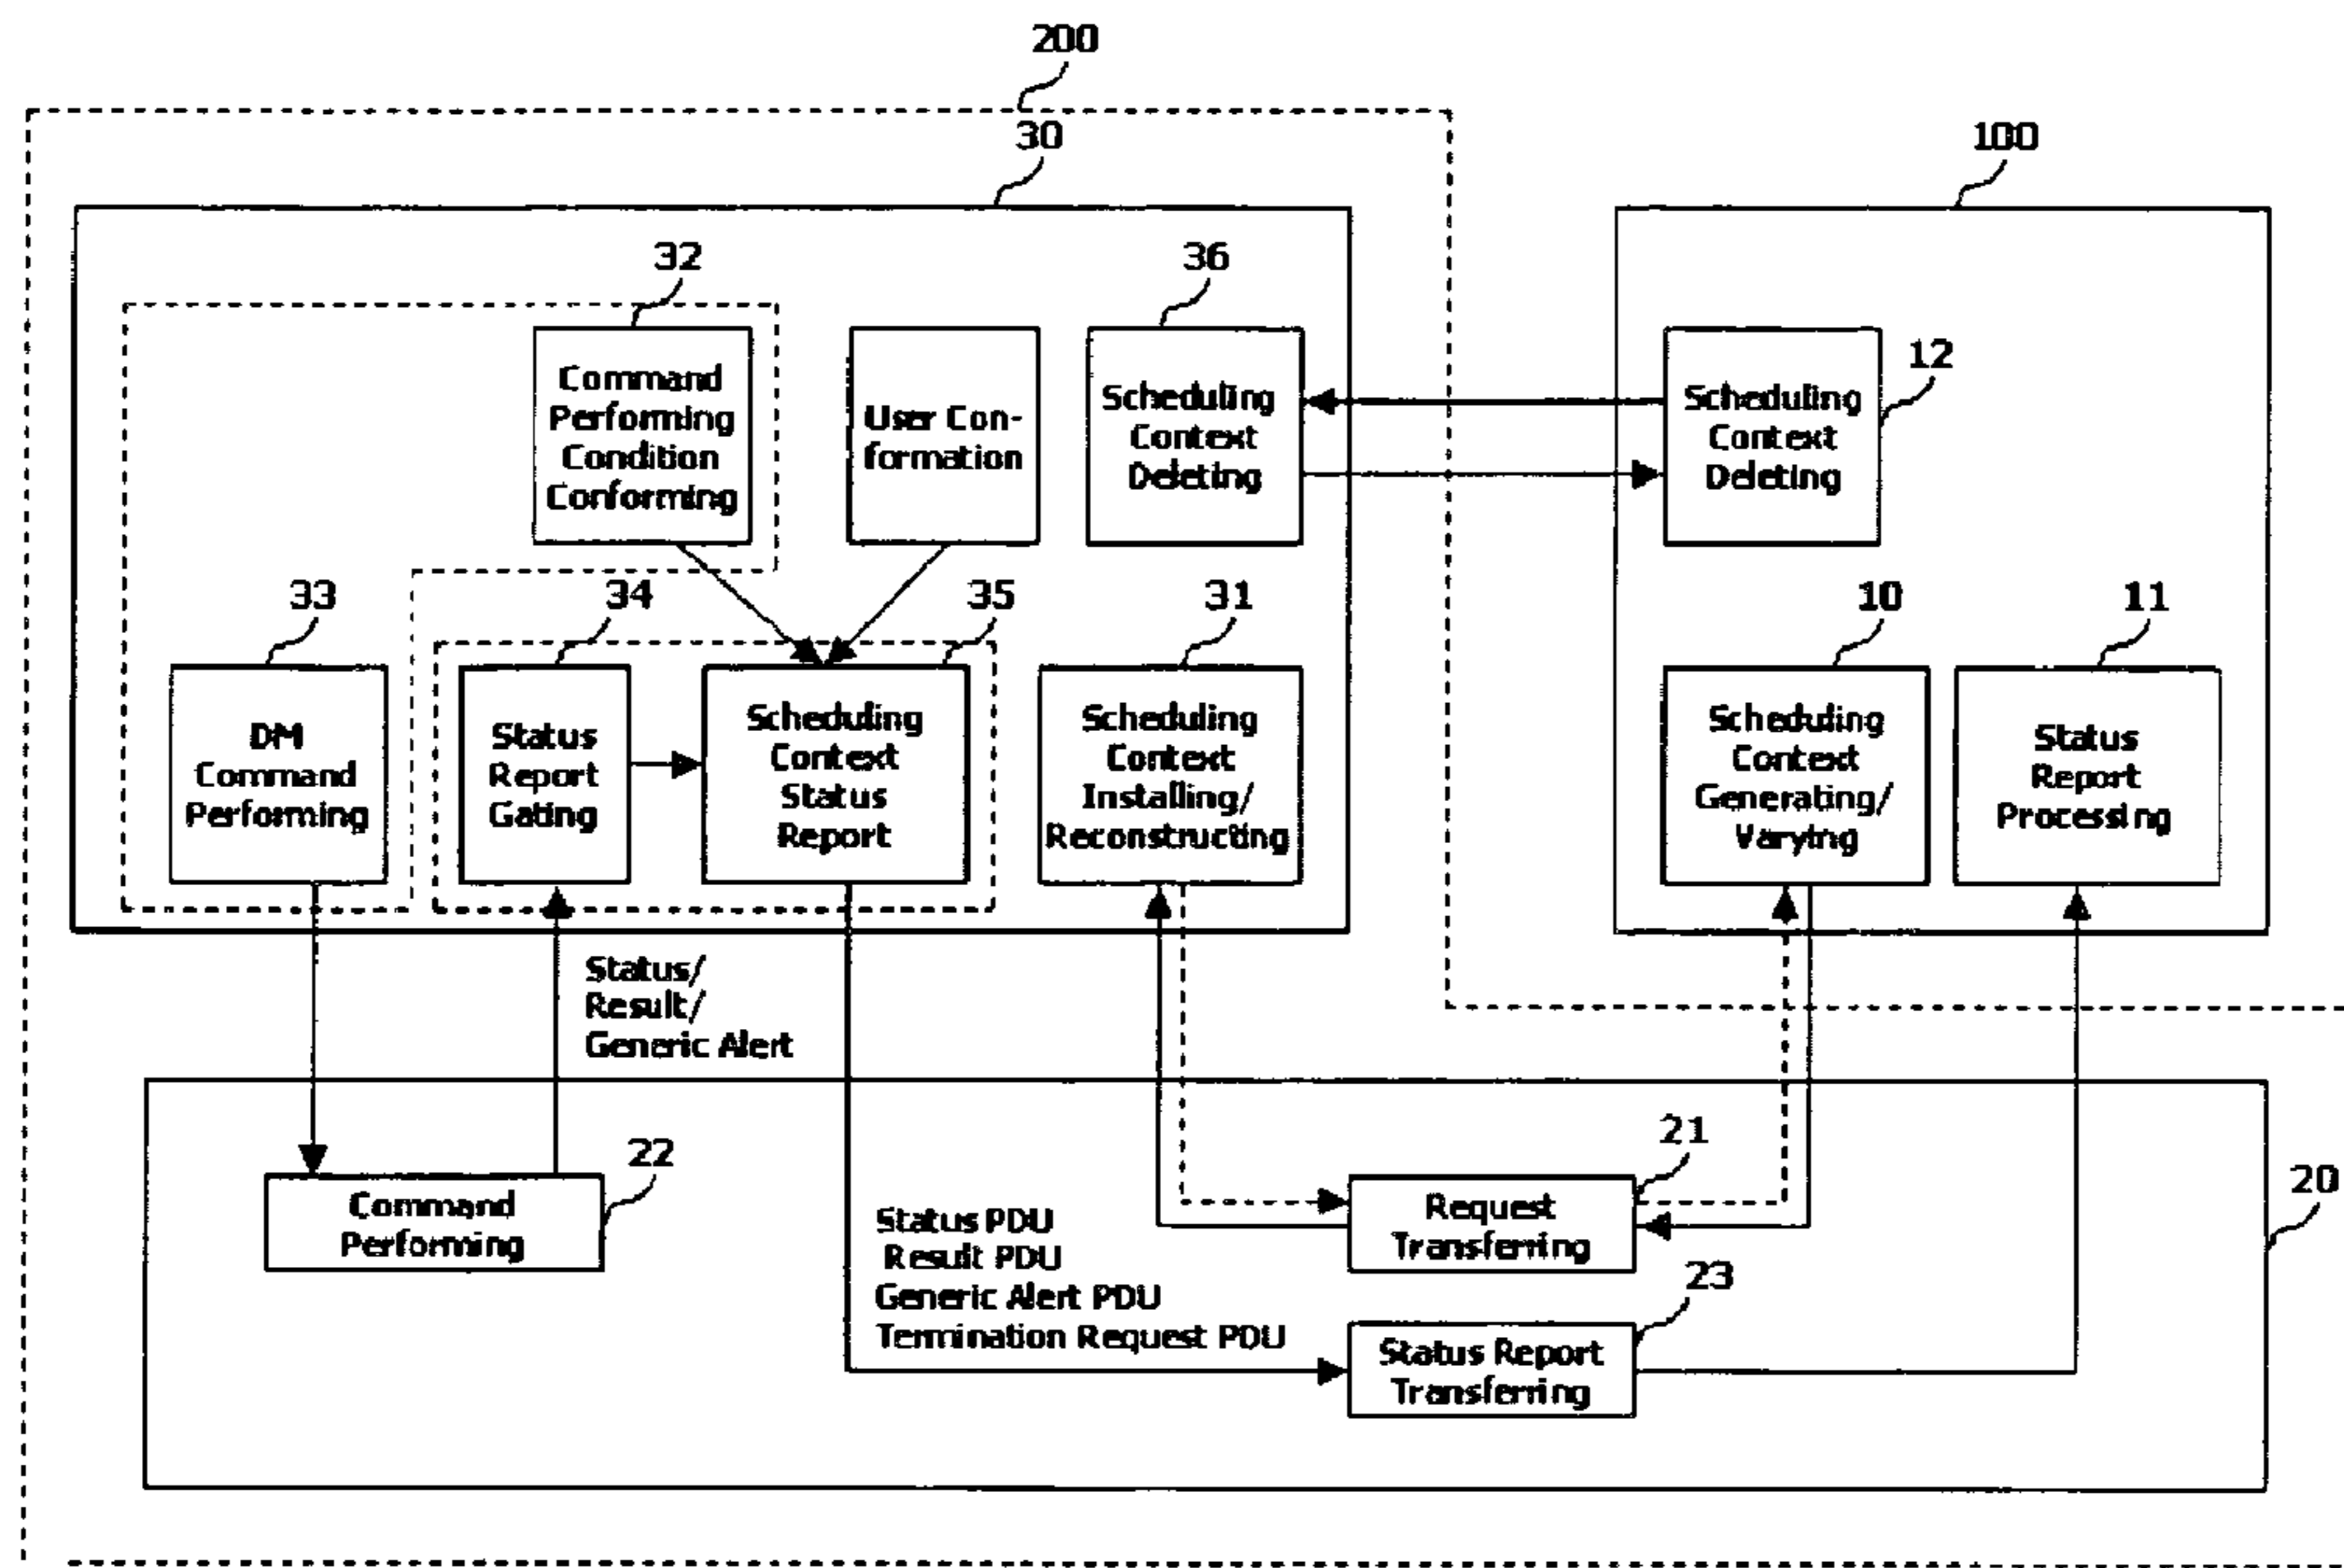 200
30
100
32
36
12
Command
Performing
Condition
Conforming
User Con-
formation
Scheduling
Context
Deleting
Scheduling
Context
Deleting
33
34
35
31
10
11
DM
Command
Performing
Status
Report
Gating
Scheduling
Context
Status
Report
Scheduling
Context
Installing/
Reconstructing
Scheduling
Context
Generating/
Varying
Status
Report
Processing
Status/
Result/
Generic Alert
22
Command
Performing
Status PDU
Result PDU
Generic Alert PDU
Termination Request PDU
21
Request
Transferring
20
23
Status Report
Transferring